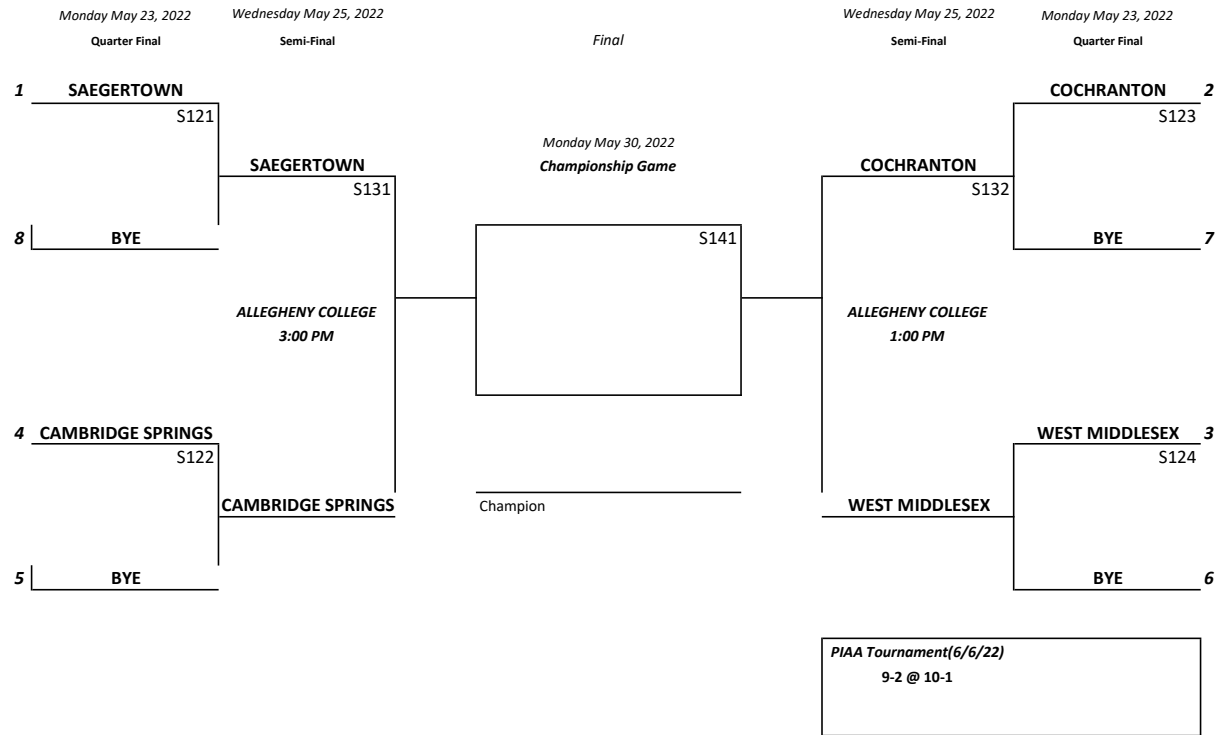 Monday May 23, 2022 Wednesday May 25, 2022 Wednesday May 25, 2022 Monday May 23, 2022
Quarter Final Semi-Final Final Semi-Final Quarter Final
1 SAEGERTOWN COCHRANTON 2
S121 S123
Monday May 30, 2022
SAEGERTOWN Championship Game COCHRANTON
S131 S132
8 BYE S141 BYE 7
ALLEGHENY COLLEGE ALLEGHENY COLLEGE
3:00 PM 1:00 PM
4 CAMBRIDGE SPRINGS WEST MIDDLESEX 3
S122 S124
CAMBRIDGE SPRINGS Champion WEST MIDDLESEX
5 BYE BYE 6
PIAA Tournament(6/6/22)
9-2 @ 10-1